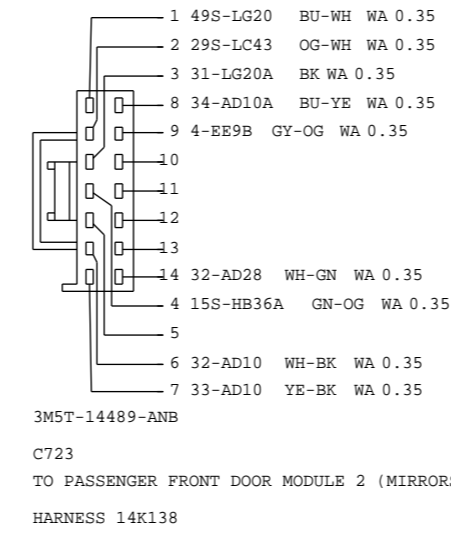 1 49S-LG20 BU-WH WA 0.35
2 29S-LC43 OG-WH WA 0.35
3 31-LG20A BK WA 0.35
8 34-AD10A BU-YE WA 0.35
9 4-EE9B GY-OG WA 0.35
10
11
12
13
14 32-AD28 WH-GN WA 0.35
4 15S-HB36A GN-OG WA 0.35
5
6 32-AD10 WH-BK WA 0.35
7 33-AD10 YE-BK WA 0.35
3M5T-14489-ANB
C723
TO PASSENGER FRONT DOOR MODULE 2 (MIRRORS
HARNESS 14K138